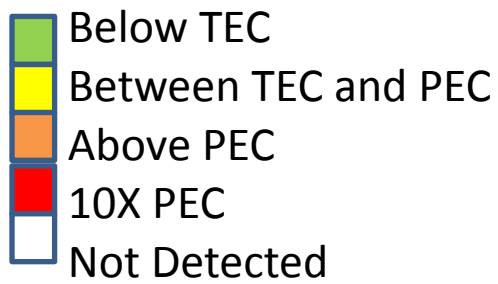 Below TEC
Between TEC and PEC
Above PEC
10X PEC
Not Detected